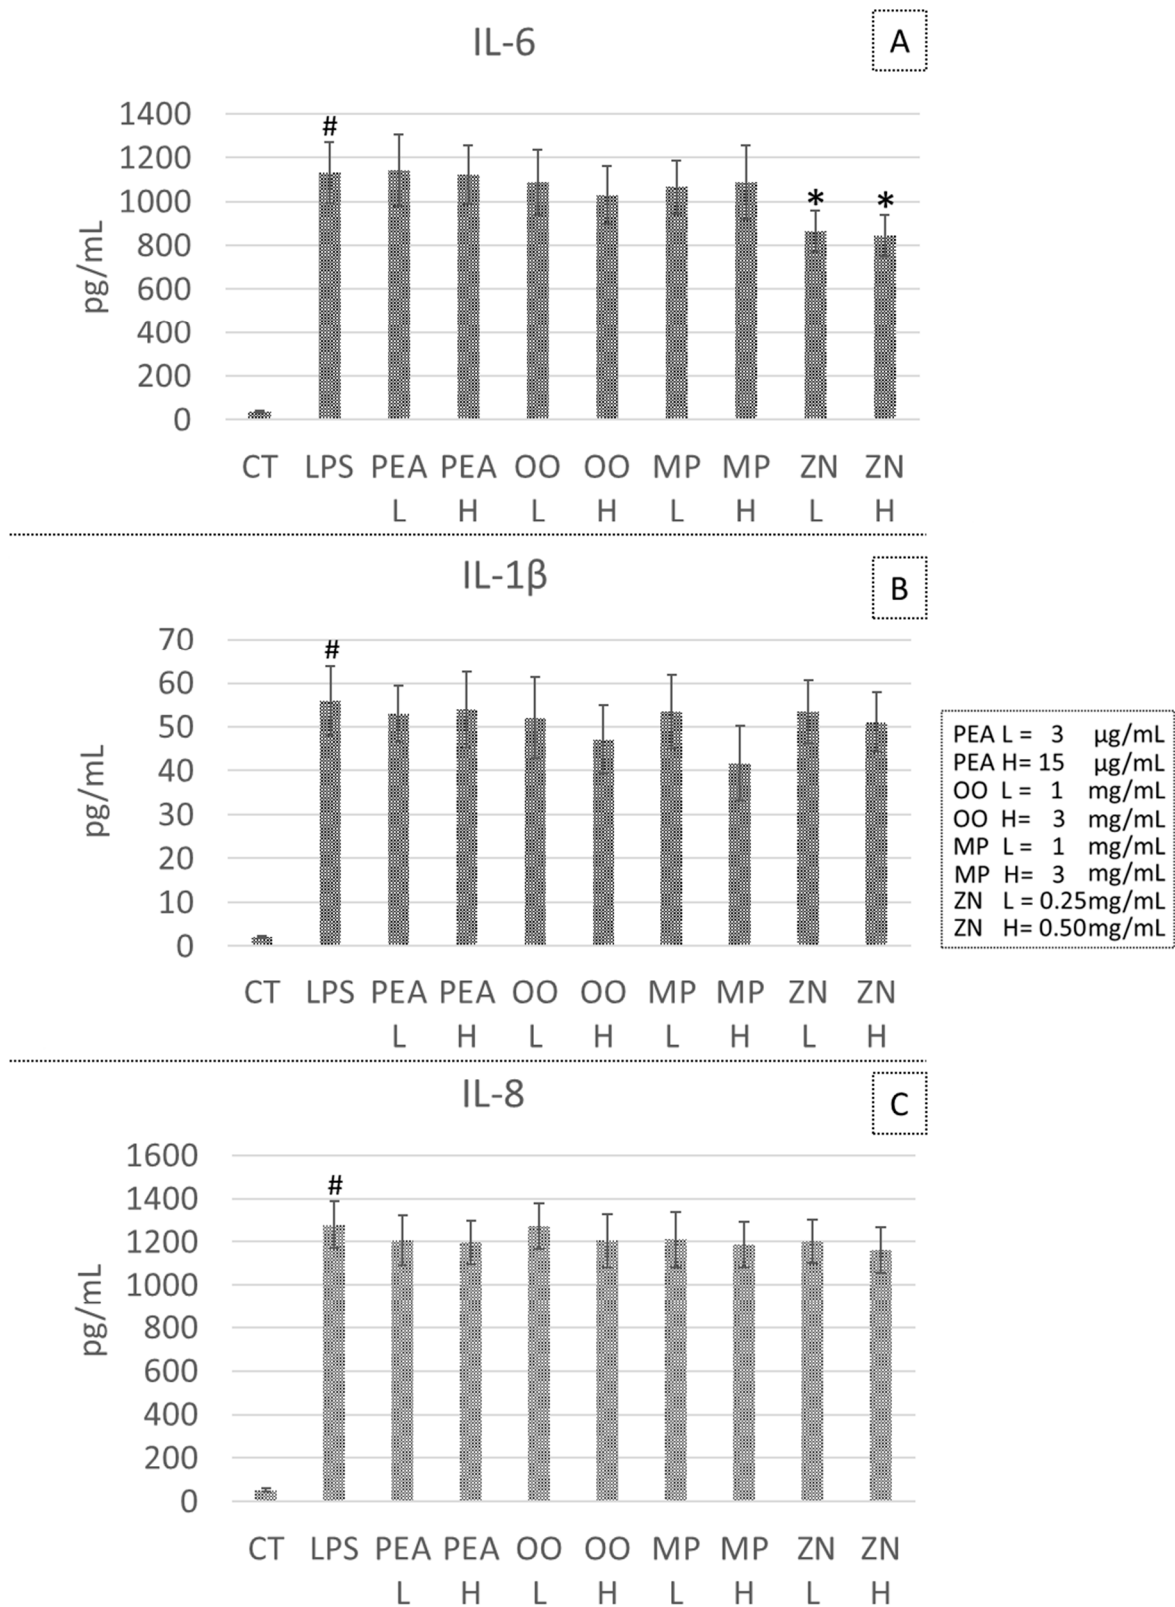 IL-6
A
#
*
*
pg/mL
1400
1200
1000
800
600
400
200
0
CT LPS PEA PEA OO OO MP MP ZN ZN
L H L H L H L H
IL-1β
B
#
pg/mL
70
60
50
40
30
20
10
0
CT LPS PEA PEA OO OO MP MP ZN ZN
L H L H L H L H
PEA L = 3 µg/mL
PEA H= 15 µg/mL
OO L = 1 mg/mL
OO H= 3 mg/mL
MP L = 1 mg/mL
MP H= 3 mg/mL
ZN L = 0.25mg/mL
ZN H= 0.50mg/mL
IL-8
C
#
pg/mL
1600
1400
1200
1000
800
600
400
200
0
CT LPS PEA PEA OO OO MP MP ZN ZN
L H L H L H L H